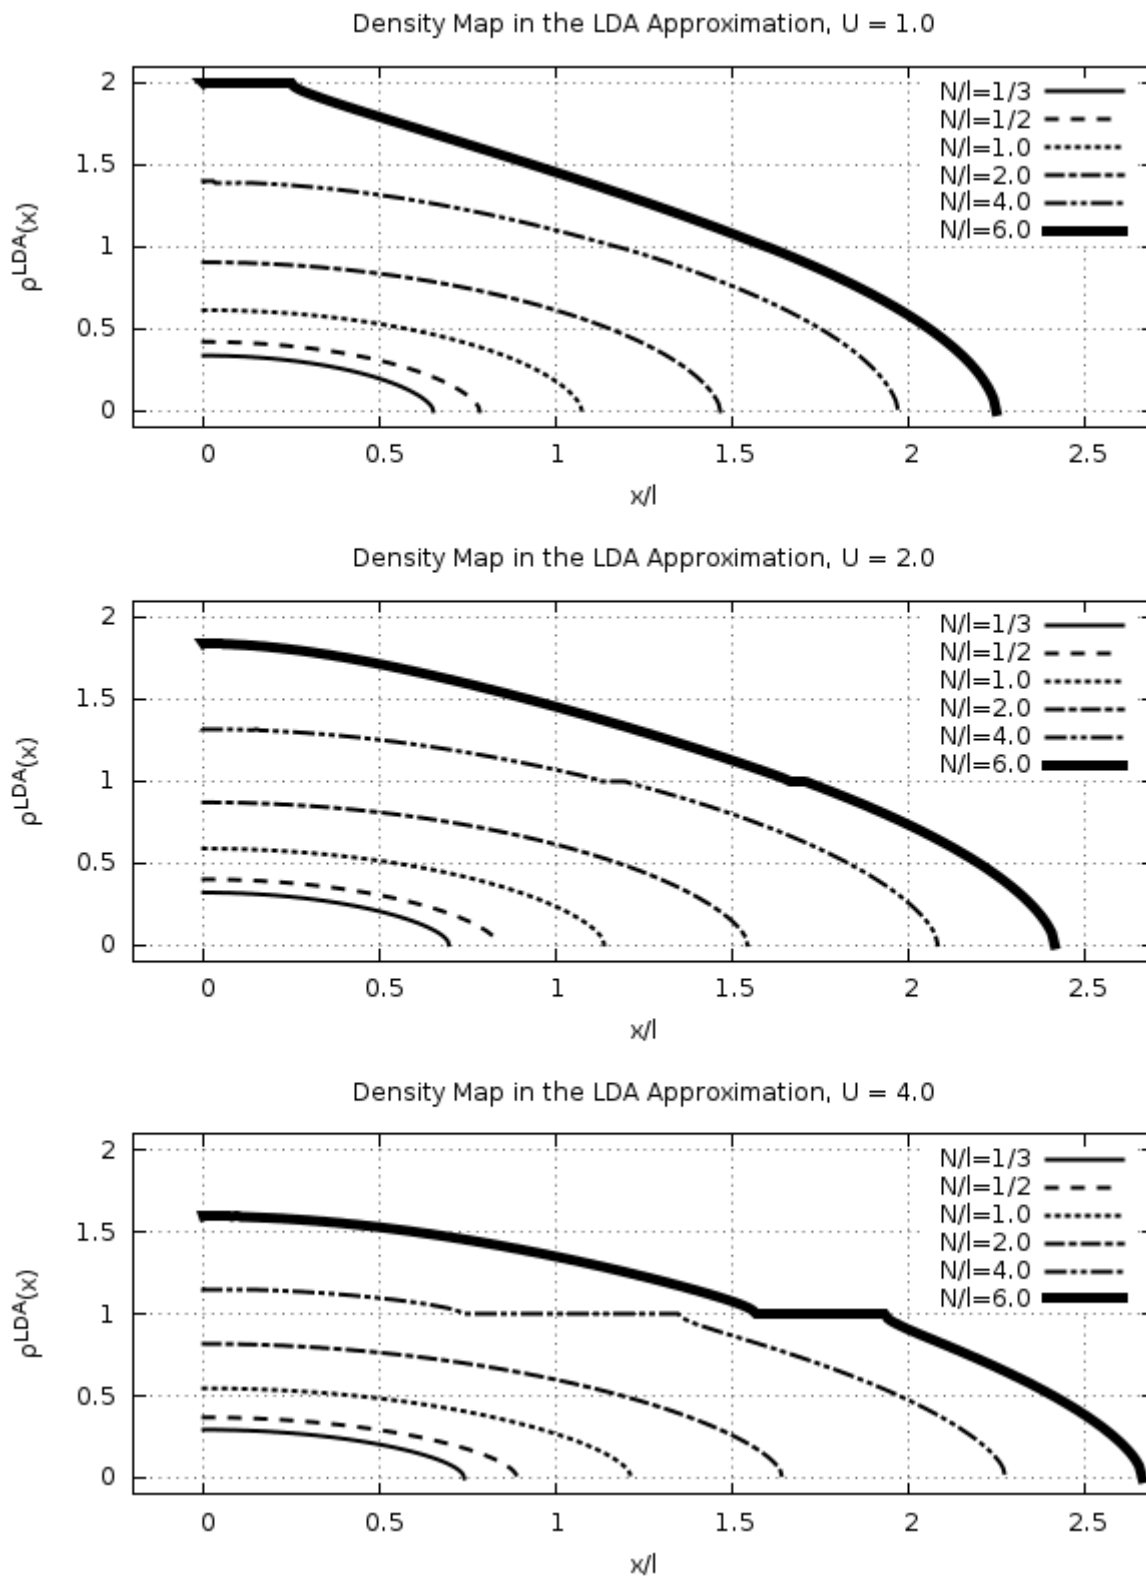 Density Map in the LDA Approximation, U = 1.0
2
1.5
1
0.5
0
ρLDA(x)
N/l=1/3
N/l=1/2
N/l=1.0
N/l=2.0
N/l=4.0
N/l=6.0
0 0.5 1 1.5 2 2.5
x/l
Density Map in the LDA Approximation, U = 2.0
2
1.5
1
0.5
0
ρLDA(x)
N/l=1/3
N/l=1/2
N/l=1.0
N/l=2.0
N/l=4.0
N/l=6.0
0 0.5 1 1.5 2 2.5
x/l
Density Map in the LDA Approximation, U = 4.0
2
1.5
1
0.5
0
ρLDA(x)
N/l=1/3
N/l=1/2
N/l=1.0
N/l=2.0
N/l=4.0
N/l=6.0
0 0.5 1 1.5 2 2.5
x/l